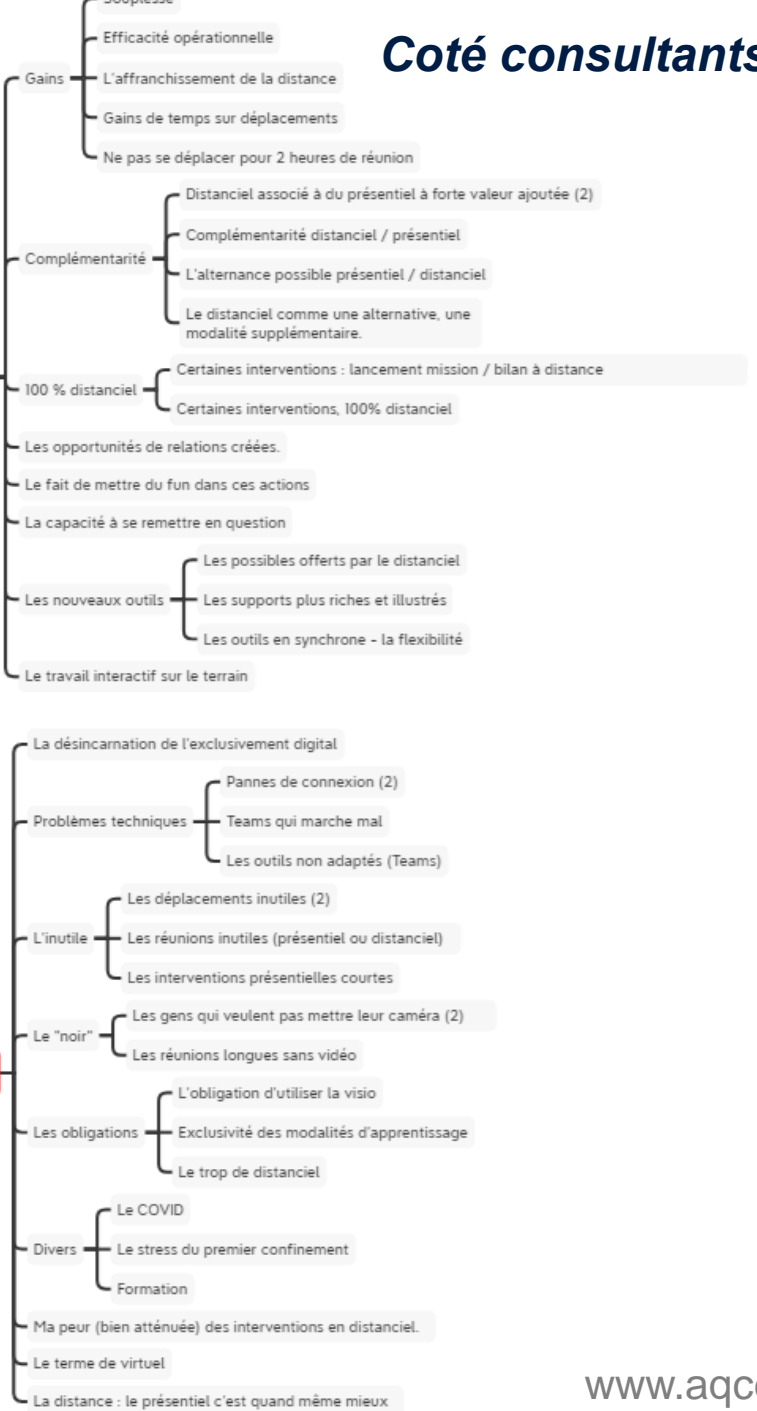 Souplesse
Coté consultants
Efficacité opérationnelle
Gains
L'affranchissement de la distance
Gains de temps sur déplacements
Ne pas se déplacer pour 2 heures de réunion
Distanciel associé à du présentiel à forte valeur ajoutée (2)
Complémentarité distanciel / présentiel
Complémentarité
L'alternance possible présentiel / distanciel
Le distanciel comme une alternative, une
modalité supplémentaire.
Certaines interventions : lancement mission / bilan à distance
100 % distanciel
Certaines interventions, 100% distanciel
Les opportunités de relations créées.
Le fait de mettre du fun dans ces actions
La capacité à se remettre en question
Les possibles offerts par le distanciel
Les nouveaux outils
Les supports plus riches et illustrés
Les outils en synchrone - la flexibilité
Le travail interactif sur le terrain
La désincarnation de l'exclusivement digital
Pannes de connexion (2)
Problèmes techniques
Teams qui marche mal
Les outils non adaptés (Teams)
Les déplacements inutiles (2)
L'inutile
Les réunions inutiles (présentiel ou distanciel)
Les interventions présentielles courtes
Les gens qui veulent pas mettre leur caméra (2)
Le "noir"
Les réunions longues sans vidéo
L'obligation d'utiliser la visio
Les obligations
Exclusivité des modalités d'apprentissage
Le trop de distanciel
Le COVID
Divers
Le stress du premier confinement
Formation
Ma peur (bien atténuée) des interventions en distanciel.
Le terme de virtuel
La distance : le présentiel c'est quand même mieux